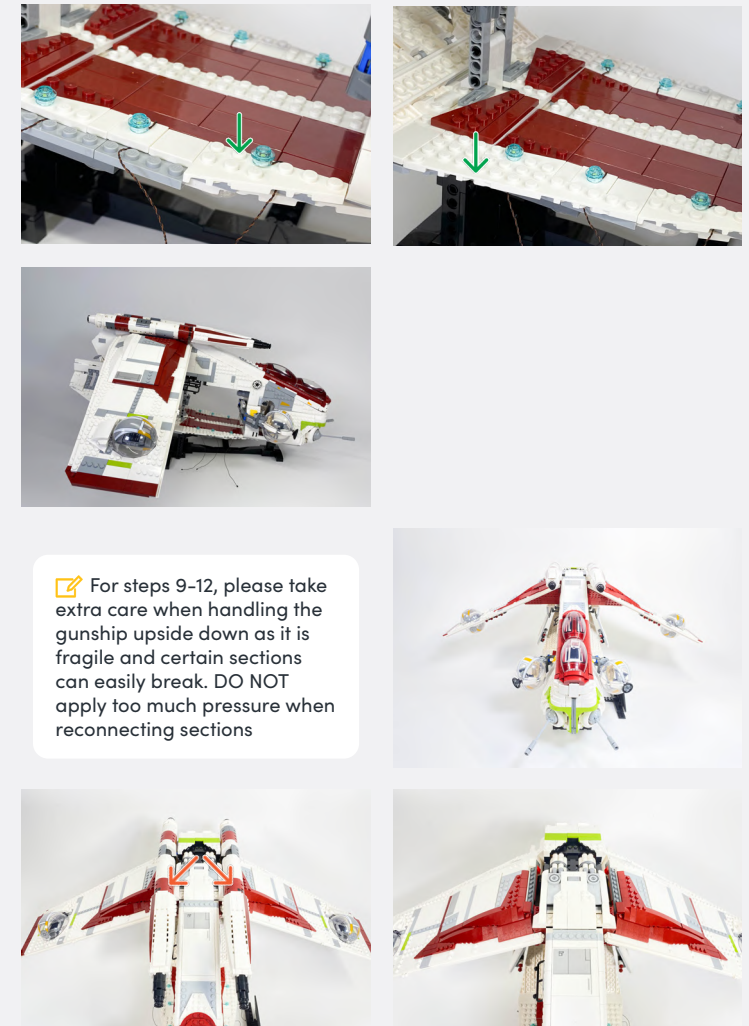 For steps 9-12, please take
extra care when handling the
gunship upside down as it is
fragile and certain sections
can easily break. DO NOT
apply too much pressure when
reconnecting sections